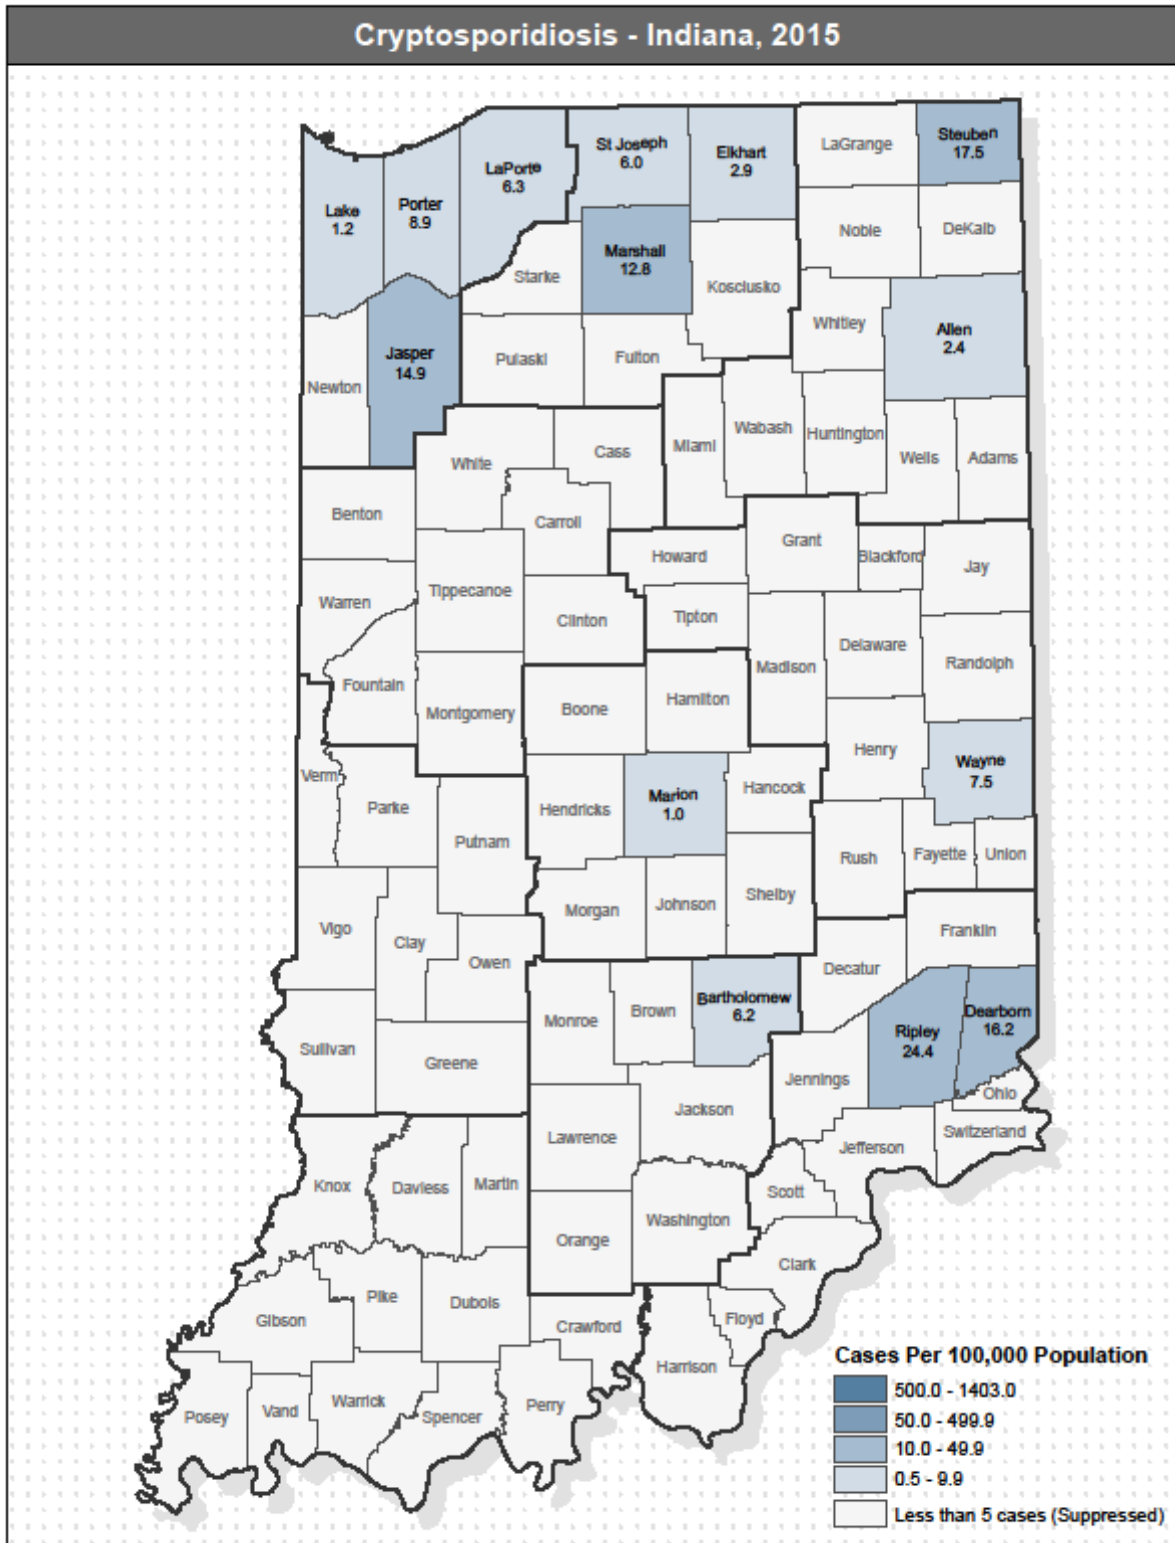 Cryptosporidiosis - Indiana, 2015
LaGrange
Steuben
17.5
St Joseph
6.0
Elkhart
2.9
LaPorte
6.3
Lake
1.2
Porter
8.9
Noble
DeKalb
Marshall
12.8
Starke
Kosciusko
Whitley
Allen
2.4
Jasper
14.9
Newton
Pulaski
Fulton
Miami
Wabash
Huntington
Wells
Adams
White
Cass
Benton
Carroll
Howard
Grant
Blackford
Jay
Warren
Tippecanoe
Clinton
Tipton
Madison
Delaware
Randolph
Fountain
Montgomery
Boone
Hamilton
Henry
Wayne
7.5
Verm
Parke
Putnam
Hendricks
Marion
1.0
Hancock
Rush
Fayette
Union
Vigo
Clay
Owen
Morgan
Johnson
Shelby
Franklin
Decatur
Sullivan
Greene
Monroe
Brown
Bartholomew
6.2
Ripley
24.4
Dearborn
16.2
Jennings
Ohio
Switzerland
Jackson
Lawrence
Jefferson
Knox
Daviess
Martin
Scott
Orange
Washington
Clark
Gibson
Pike
Dubois
Crawford
Floyd
Harrison
Posey
Vand
Warrick
Spencer
Perry
Cases Per 100,000 Population
500.0 - 1403.0
50.0 - 499.9
10.0 - 49.9
0.5 - 9.9
Less than 5 cases (Suppressed)